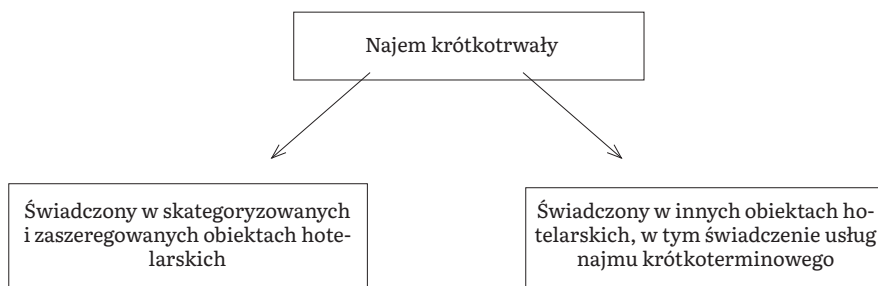 Najem krótkotrwały
Świadczony w skategoryzowanych
i zaszeregowanych obiektach hote-
larskich
Świadczony w innych obiektach ho-
telarskich, w tym świadczenie usług
najmu krótkoterminowego